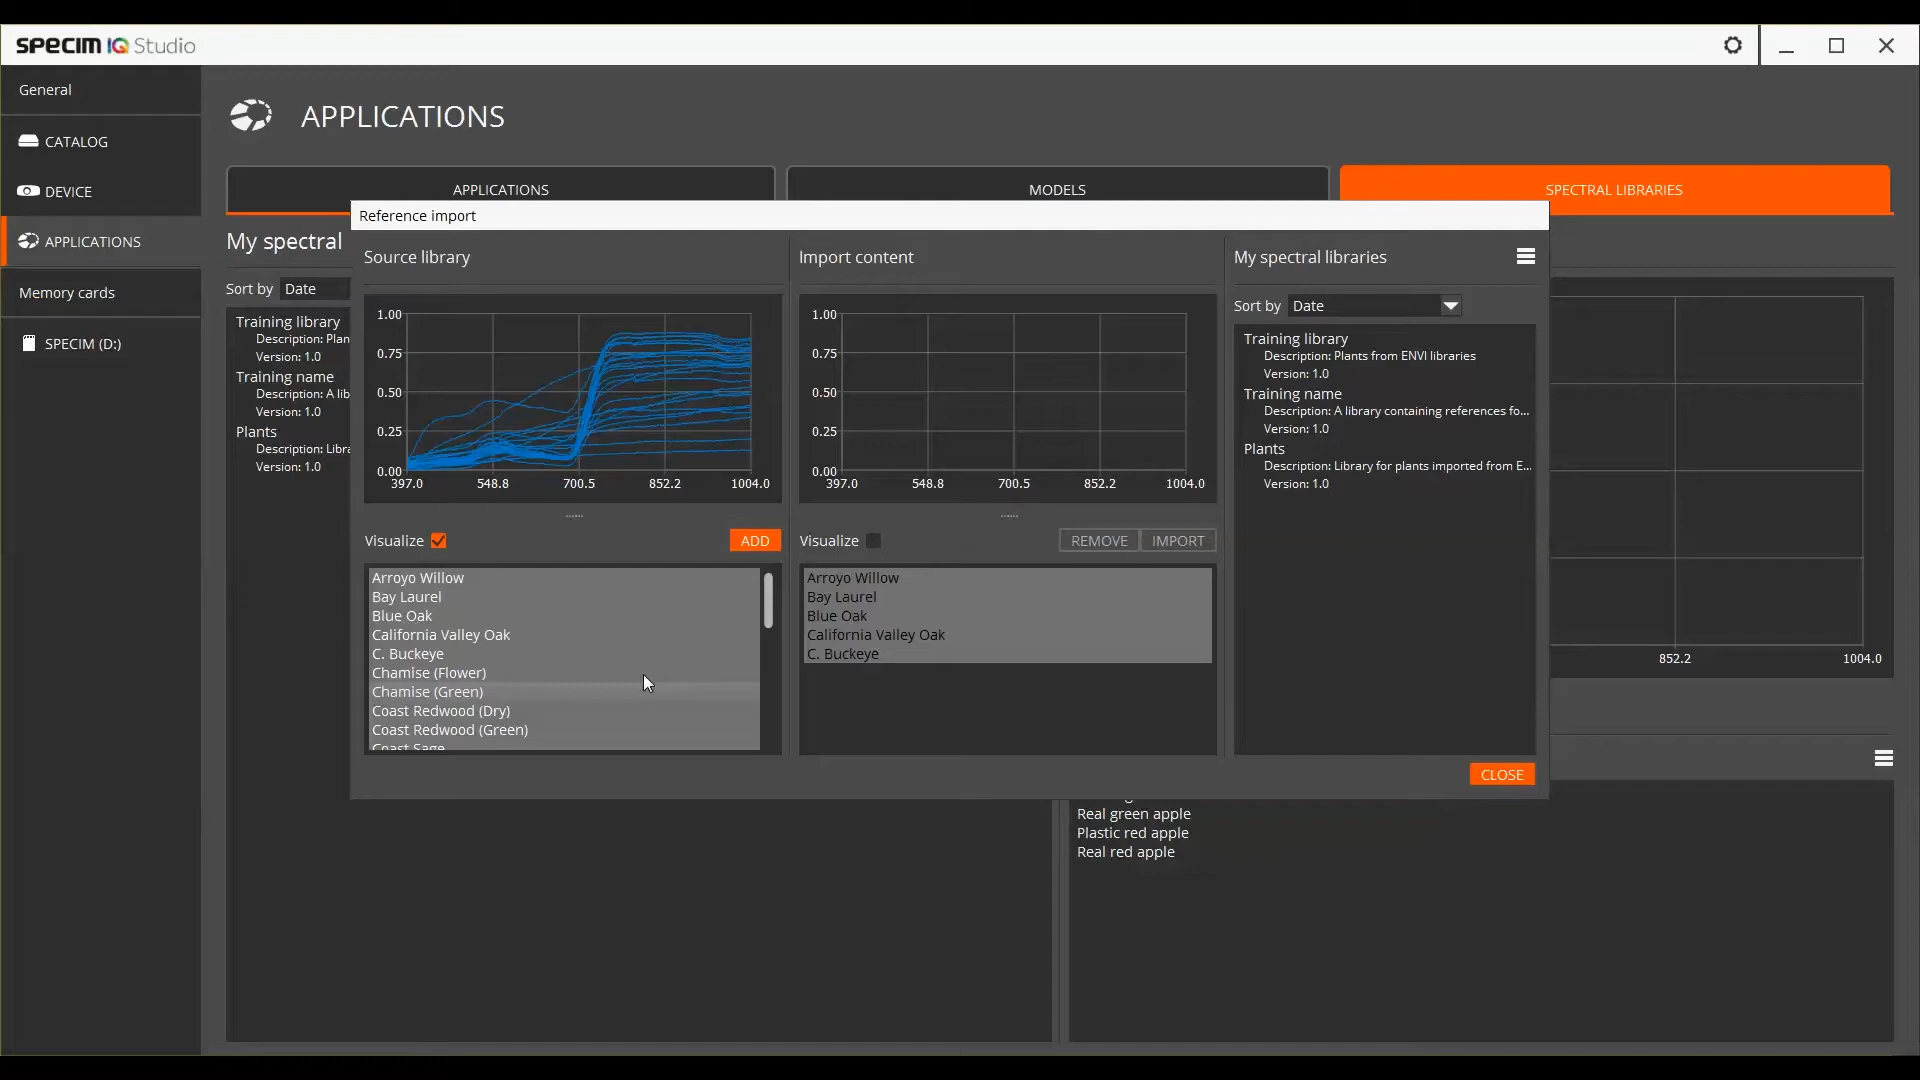 SPECIM IQ Studio
General
CATALOG
DEVICE
APPLICATIONS
Memory cards
SPECIM (D:)
APPLICATIONS
APPLICATIONS
MODELS
SPECTRAL LIBRARIES
My spectral
Sort by Date
Training library
Description: Plan
Version: 1.0
Training name
Description: A lib
Version: 1.0
Plants
Description: Libra
Version: 1.0
Reference import
Source library
1.00
0.75
0.50
0.25
0.00
397.0 548.8 700.5 852.2 1004.0
Visualize
ADD
Arroyo Willow
Bay Laurel
Blue Oak
California Valley Oak
C. Buckeye
Chamise (Flower)
Chamise (Green)
Coast Redwood (Dry)
Coast Redwood (Green)
Coast Sage
Import content
1.00
0.75
0.50
0.25
0.00
397.0 548.8 700.5 852.2 1004.0
Visualize
REMOVE
IMPORT
Arroyo Willow
Bay Laurel
Blue Oak
California Valley Oak
C. Buckeye
My spectral libraries
Sort by Date
Training library
Description: Plants from ENVI libraries
Version: 1.0
Training name
Description: A library containing references fo...
Version: 1.0
Plants
Description: Library for plants imported from E...
Version: 1.0
CLOSE
852.2 1004.0
Real green apple
Plastic red apple
Real red apple